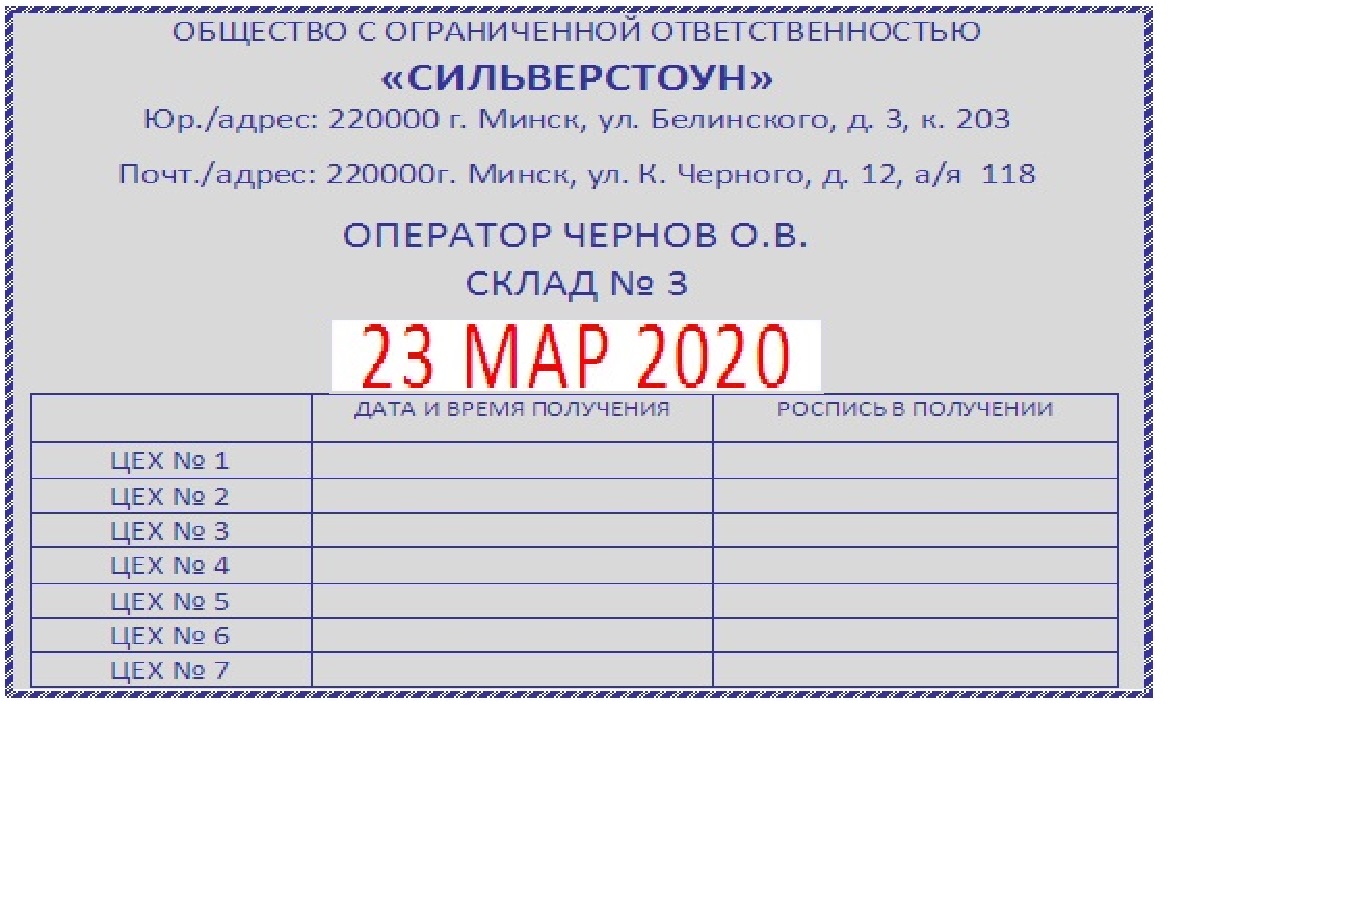 ОБЩЕСТВО С ОГРАНИЧЕННОЙ ОТВЕТСТВЕННОСТЬЮ
«СИЛЬВЕРСТОУН»
Юр./адрес: 220000 г. Минск, ул. Белинского, д. 3, к. 203
Почт./адрес: 220000г. Минск, ул. К. Черного, д. 12, а/я 118
ОПЕРАТОР ЧЕРНОВ О.В.
СКЛАД № 3
23 МАР 2020
ДАТА И ВРЕМЯ ПОЛУЧЕНИЯ РОСПИСЬ В ПОЛУЧЕНИИ
ЦЕХ № 1
ЦЕХ № 2
ЦЕХ № 3
ЦЕХ № 4
ЦЕХ № 5
ЦЕХ № 6
ЦЕХ № 7